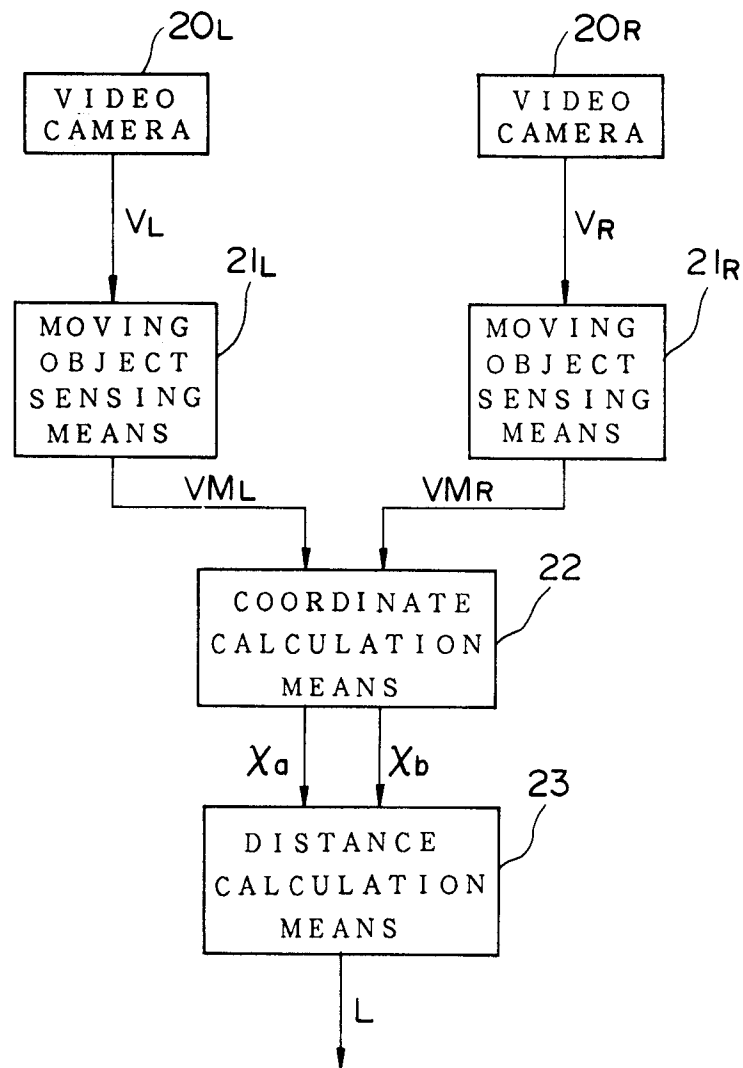 20L
20R
VIDEO
CAMERA
VIDEO
CAMERA
VL
VR
21L
21R
MOVING
OBJECT
SENSING
MEANS
MOVING
OBJECT
SENSING
MEANS
VML
VMR
22
COORDINATE
CALCULATION
MEANS
Xa
Xb
23
DISTANCE
CALCULATION
MEANS
L